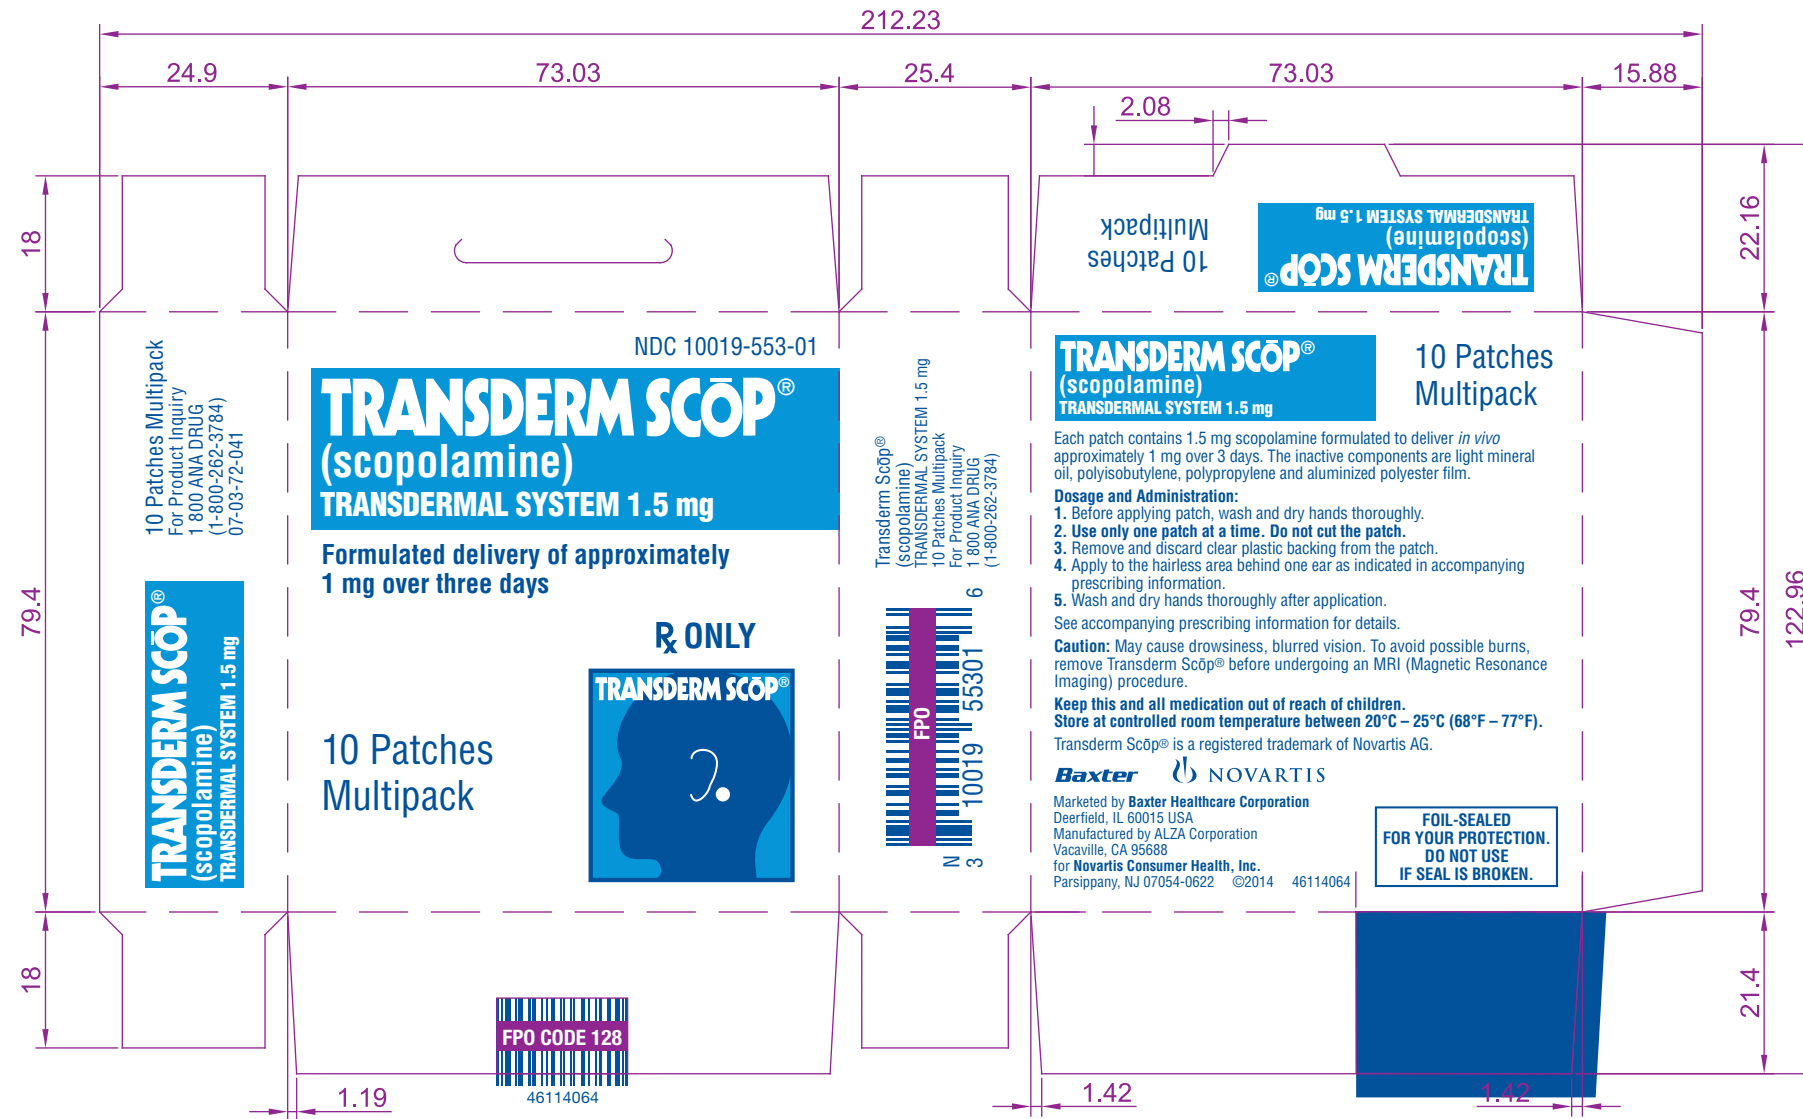 212.23
24.9
73.03
25.4
73.03
15.88
2.08
18
22.16
10 Patches
Multipack
TRANSDERM SCŌP®
(scopolamine)
TRANSDERMAL SYSTEM 1.5 mg
79.4
10 Patches Multipack
For Product Inquiry
1 800 ANA DRUG
(1-800-262-3784)
07-03-72-041
TRANSDERM SCŌP®
(scopolamine)
TRANSDERMAL SYSTEM 1.5 mg
NDC 10019-553-01
TRANSDERM SCŌP®
(scopolamine)
TRANSDERMAL SYSTEM 1.5 mg
Formulated delivery of approximately
1 mg over three days
℞ ONLY
TRANSDERM SCŌP®
10 Patches
Multipack
Transderm Scōp®
(scopolamine)
TRANSDERMAL SYSTEM 1.5 mg
10 Patches Multipack
For Product Inquiry
1 800 ANA DRUG
(1-800-262-3784)
FPO
N
3 10019 55301 6
TRANSDERM SCŌP®
(scopolamine)
TRANSDERMAL SYSTEM 1.5 mg
10 Patches
Multipack
Each patch contains 1.5 mg scopolamine formulated to deliver in vivo
approximately 1 mg over 3 days. The inactive components are light mineral
oil, polyisobutylene, polypropylene and aluminized polyester film.
Dosage and Administration:
1. Before applying patch, wash and dry hands thoroughly.
2. Use only one patch at a time. Do not cut the patch.
3. Remove and discard clear plastic backing from the patch.
4. Apply to the hairless area behind one ear as indicated in accompanying
prescribing information.
5. Wash and dry hands thoroughly after application.
See accompanying prescribing information for details.
Caution: May cause drowsiness, blurred vision. To avoid possible burns,
remove Transderm Scōp® before undergoing an MRI (Magnetic Resonance
Imaging) procedure.
Keep this and all medication out of reach of children.
Store at controlled room temperature between 20°C – 25°C (68°F – 77°F).
Transderm Scōp® is a registered trademark of Novartis AG.
Baxter
NOVARTIS
Marketed by Baxter Healthcare Corporation
Deerfield, IL 60015 USA
Manufactured by ALZA Corporation
Vacaville, CA 95688
for Novartis Consumer Health, Inc.
Parsippany, NJ 07054-0622 ©2014 46114064
FOIL-SEALED
FOR YOUR PROTECTION.
DO NOT USE
IF SEAL IS BROKEN.
79.4
122.96
18
FPO CODE 128
46114064
21.4
1.19
1.42
1.42